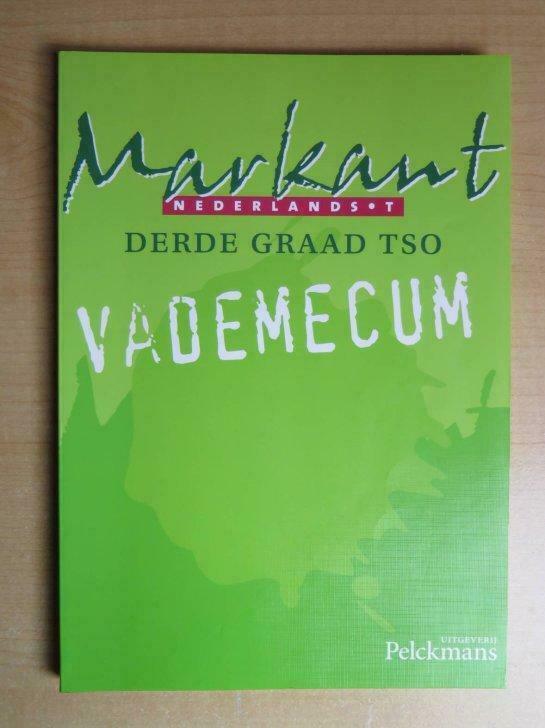 Markant
NEDERLANDS•T
DERDE GRAAD TSO
VADEMECUM
UITGEVERIJ
Pelckmans